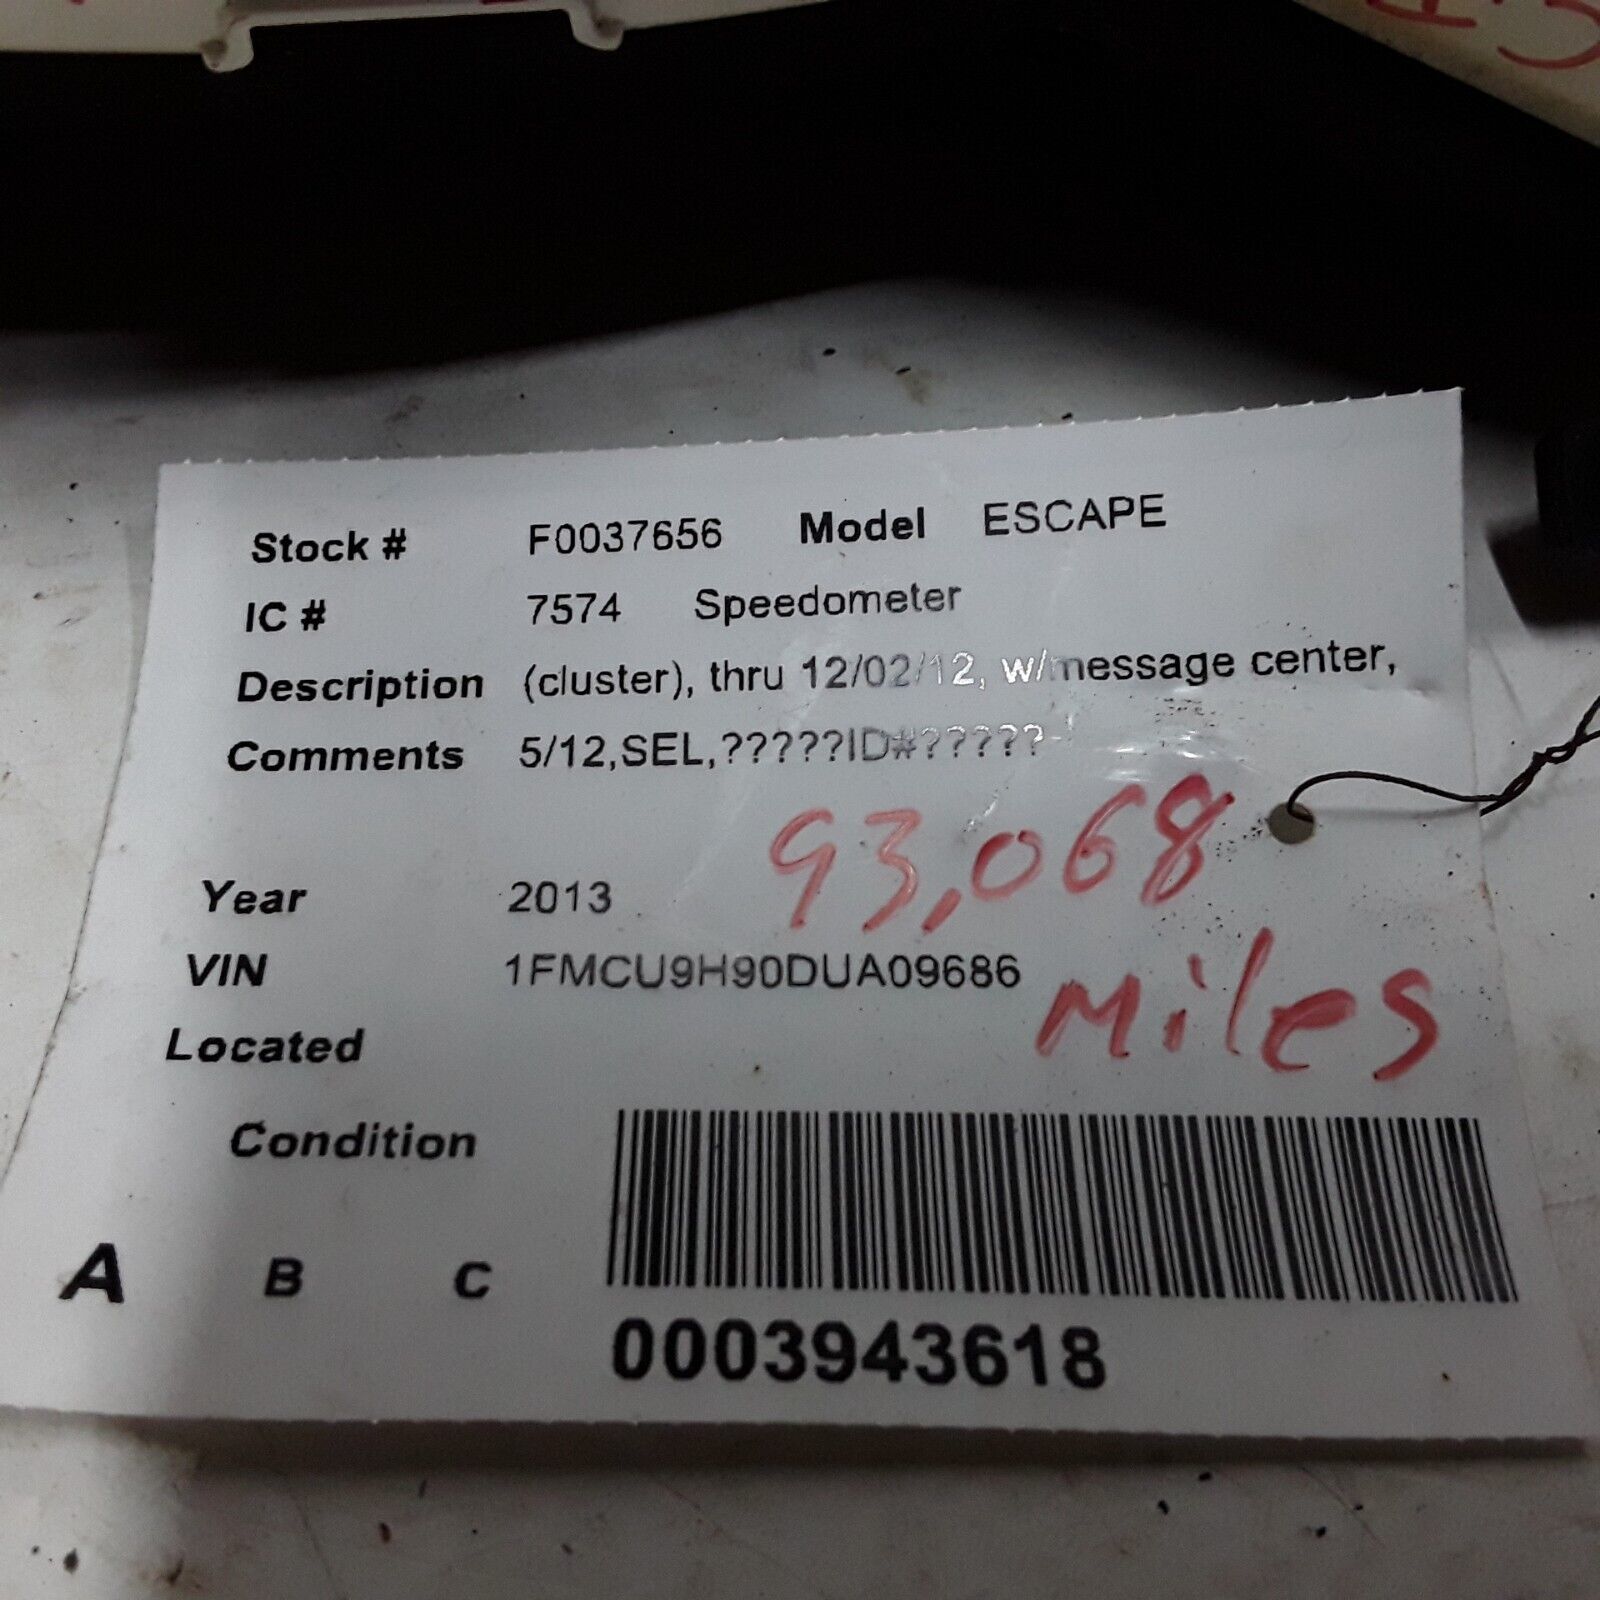 Stock # F0037656 Model ESCAPE
IC # 7574 Speedometer
Description (cluster), thru 12/02/12, w/message center,
Comments 5/12,SEL,?????ID#?????
93,068
Year 2013
VIN 1FMCU9H90DUA09686
Miles
Located
Condition
A B C
0003943618